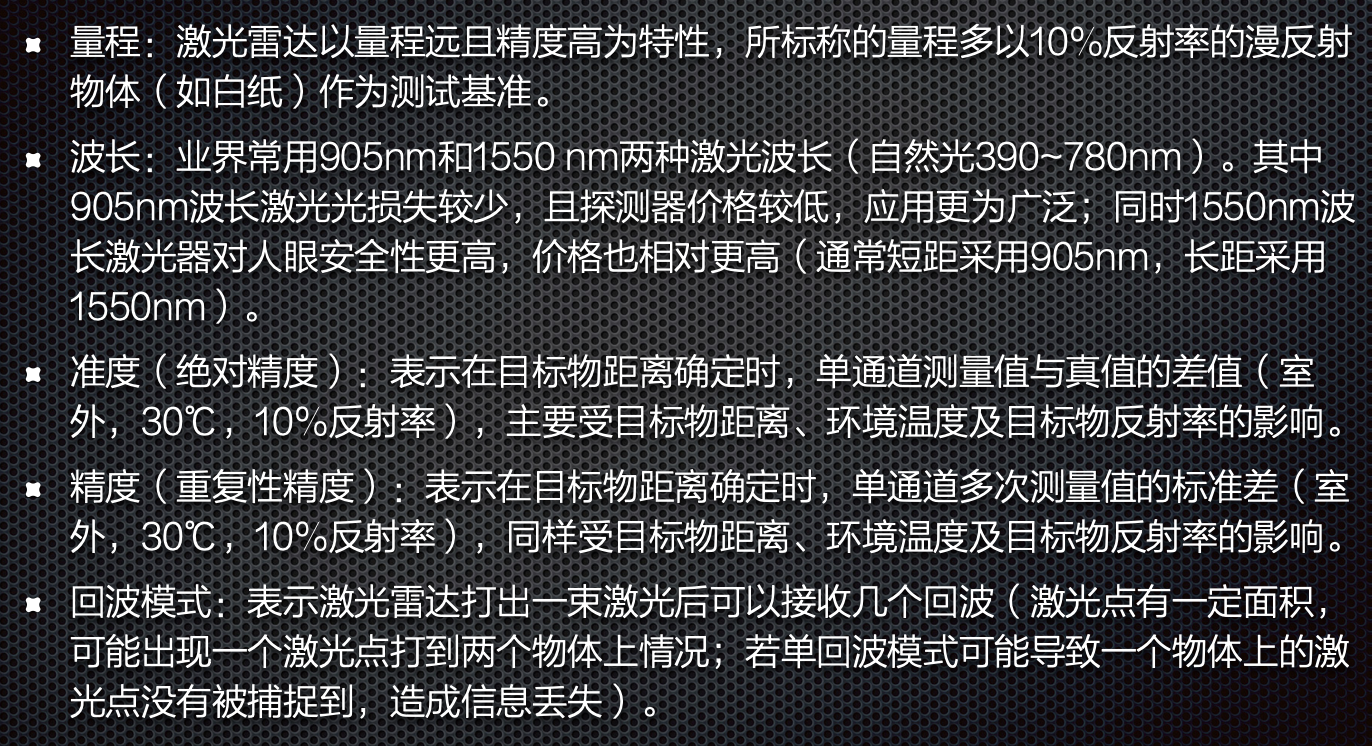 量程：激光雷达以量程远且精度高为特性，所标称的量程多以10%反射率的漫反射
物体（如白纸）作为测试基准。
波长：业界常用905nm和1550 nm两种激光波长（自然光390~780nm）。其中
905nm波长激光光损失较少，且探测器价格较低，应用更为广泛；同时1550nm波
长激光器对人眼安全性更高，价格也相对更高（通常短距采用905nm，长距采用
1550nm）。
准度（绝对精度）：表示在目标物距离确定时，单通道测量值与真值的差值（室
外，30℃，10%反射率），主要受目标物距离、环境温度及目标物反射率的影响。
精度（重复性精度）：表示在目标物距离确定时，单通道多次测量值的标准差（室
外，30℃，10%反射率），同样受目标物距离、环境温度及目标物反射率的影响。
回波模式：表示激光雷达打出一束激光后可以接收几个回波（激光点有一定面积，
可能出现一个激光点打到两个物体上情况；若单回波模式可能导致一个物体上的激
光点没有被捕捉到，造成信息丢失）。